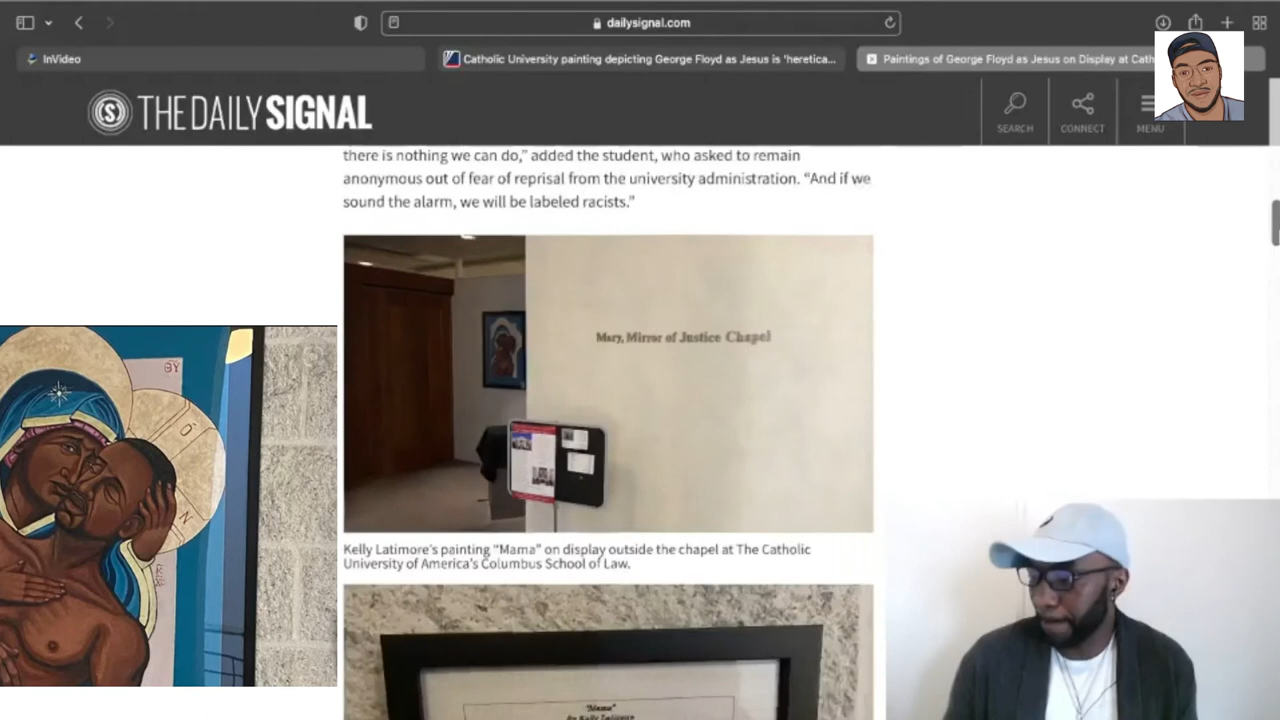 dailysignal.com
InVideo
Catholic University painting depicting George Floyd as Jesus is 'heretica...
Paintings of George Floyd as Jesus on Display at Cath
THE DAILY SIGNAL
SEARCH
CONNECT
MENU
there is nothing we can do,” added the student, who asked to remain
anonymous out of fear of reprisal from the university administration. “And if we
sound the alarm, we will be labeled racists.”
Mary, Mirror of Justice Chapel
Kelly Latimore’s painting “Mama” on display outside the chapel at The Catholic
University of America’s Columbus School of Law.
"Mama"
by Kelly Latimore